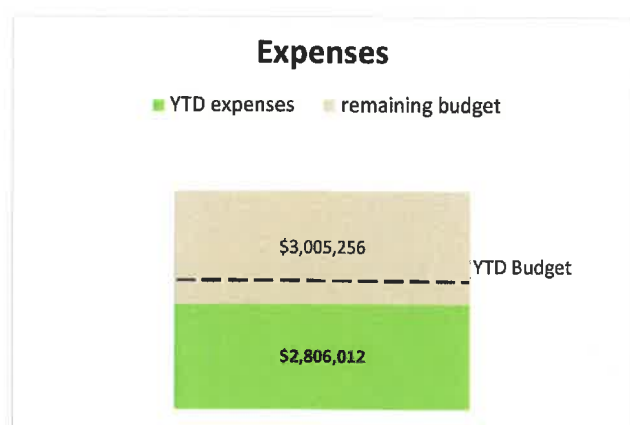 Expenses
YTD expenses remaining budget
$3,005,256
YTD Budget
$2,806,012